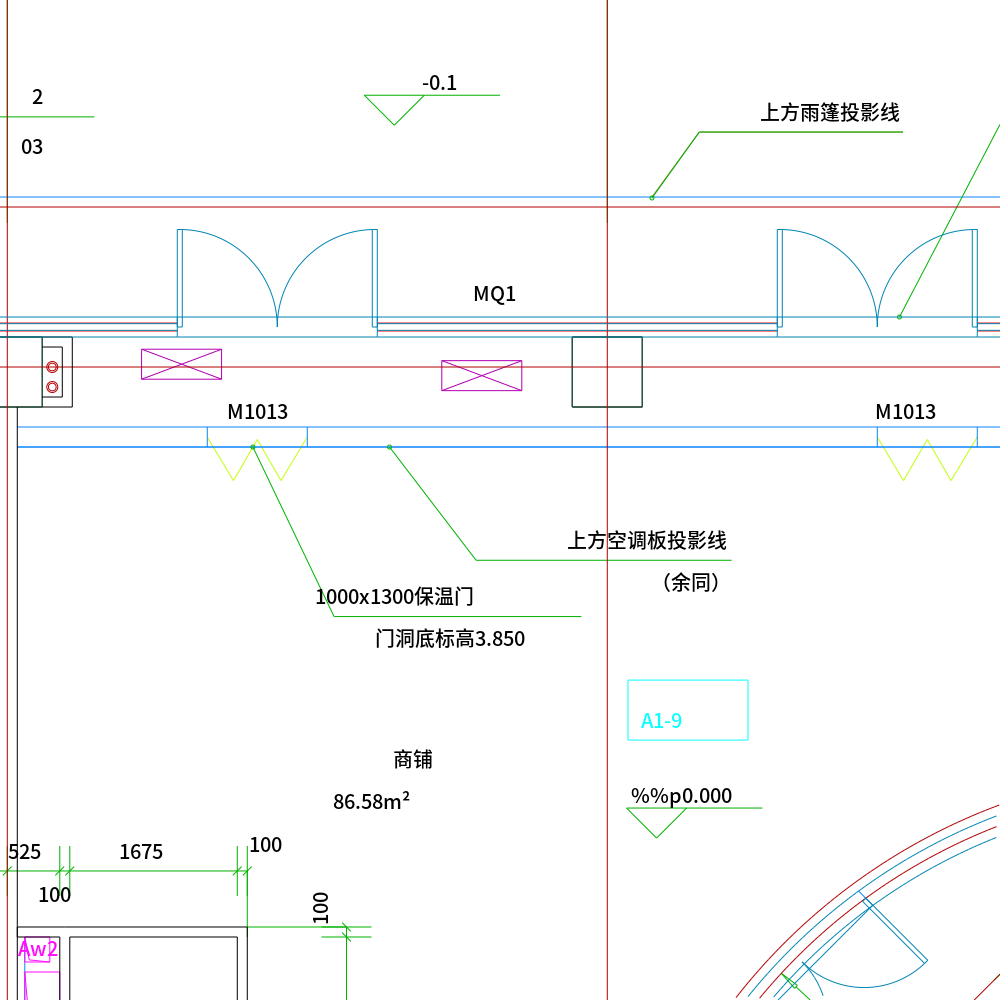 -0.1
2
上方雨篷投影线
03
MQ1
M1013
M1013
上方空调板投影线
（余同）
1000x1300保温门
门洞底标高3.850
A1-9
商铺
86.58m²
%%p0.000
525
1675
100
100
100
Aw2